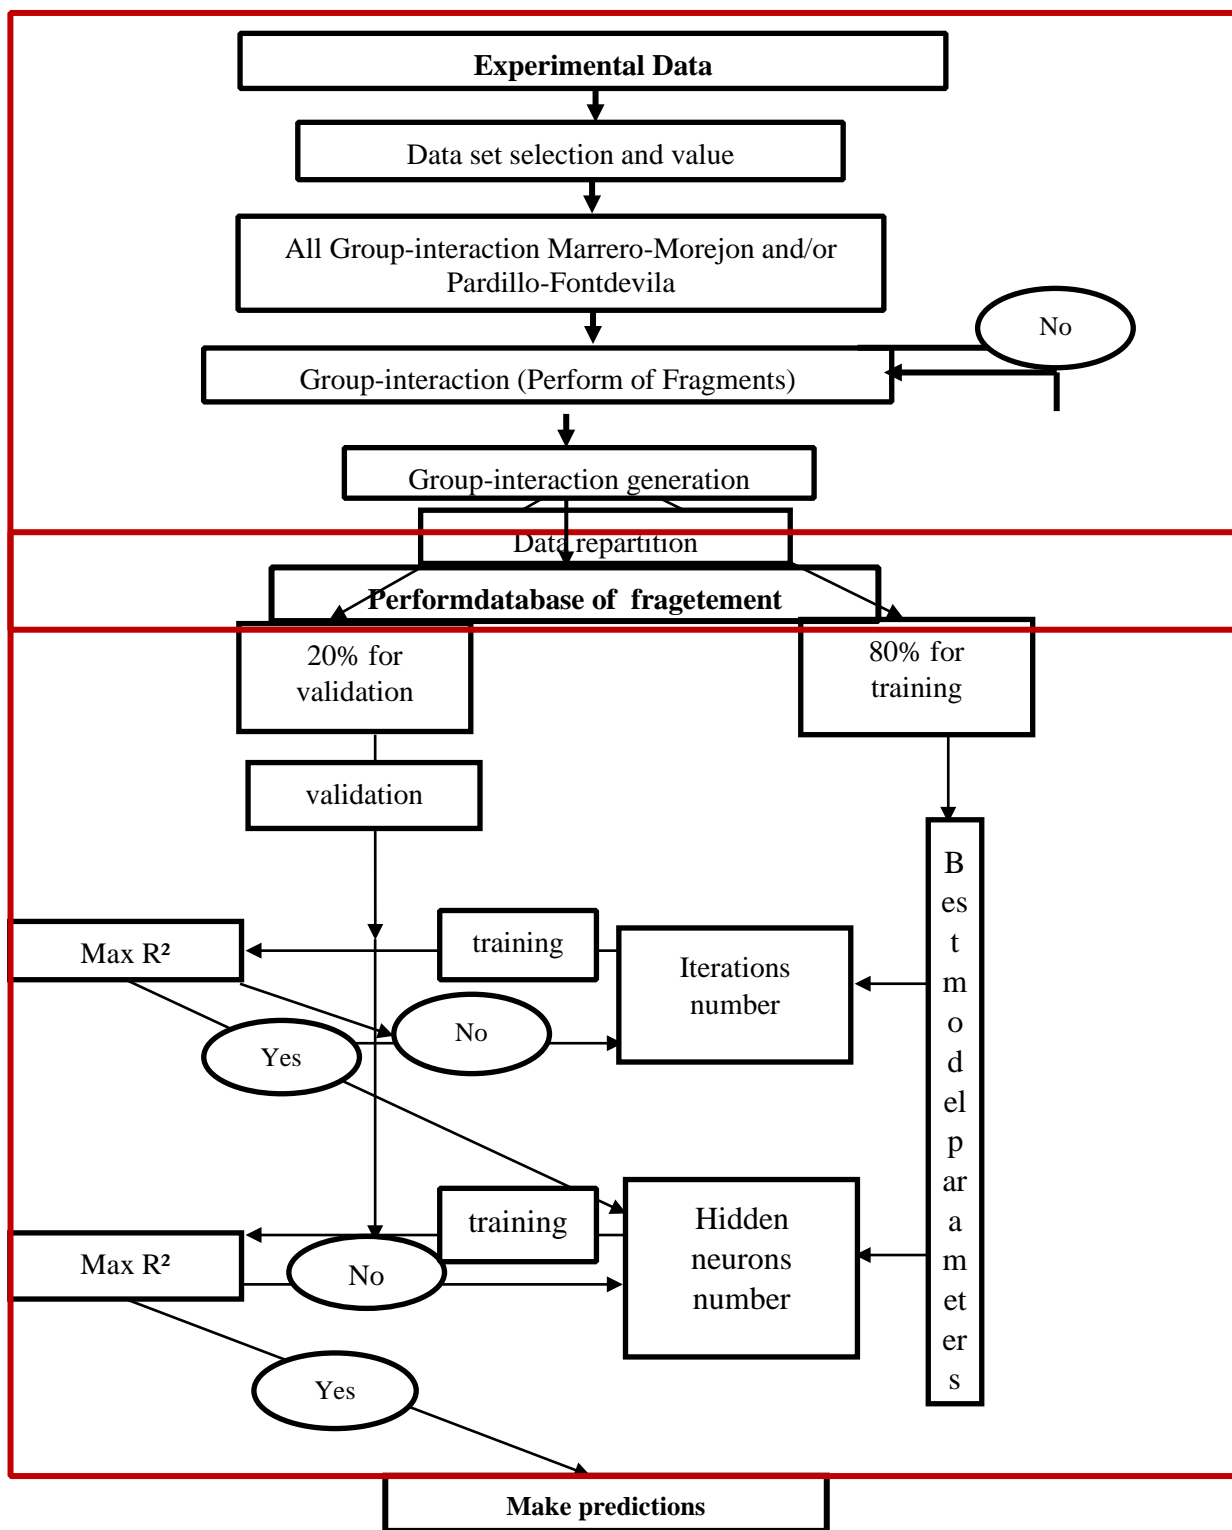 Experimental Data
Data set selection and value
All Group-interaction Marrero-Morejon and/or
Pardillo-Fontdevila
No
Group-interaction (Perform of Fragments)
Group-interaction generation
Data repartition
Performdatabase of fragetement
20% for
validation
80% for
training
validation
B
es
t
m
o
d
el
p
ar
a
m
et
er
s
Max R²
training
Iterations
number
No
Yes
Max R²
training
Hidden
neurons
number
No
Yes
Make predictions